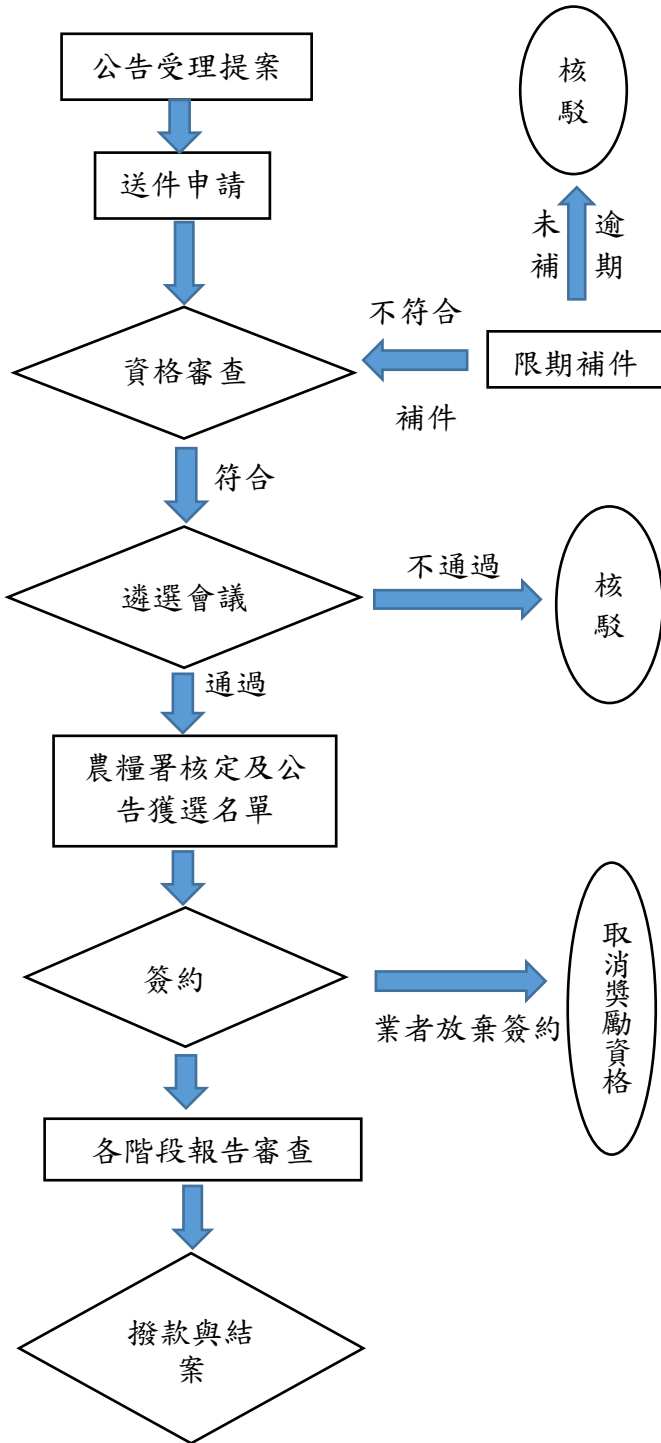 公告受理提案
核
駁
送件申請
未
補
逾
期
不符合
資格審查
限期補件
補件
符合
遴選會議
不通過
核
駁
通過
農糧署核定及公
告獲選名單
簽約
業者放棄簽約
取消獎勵資格
各階段報告審查
撥款與結
案